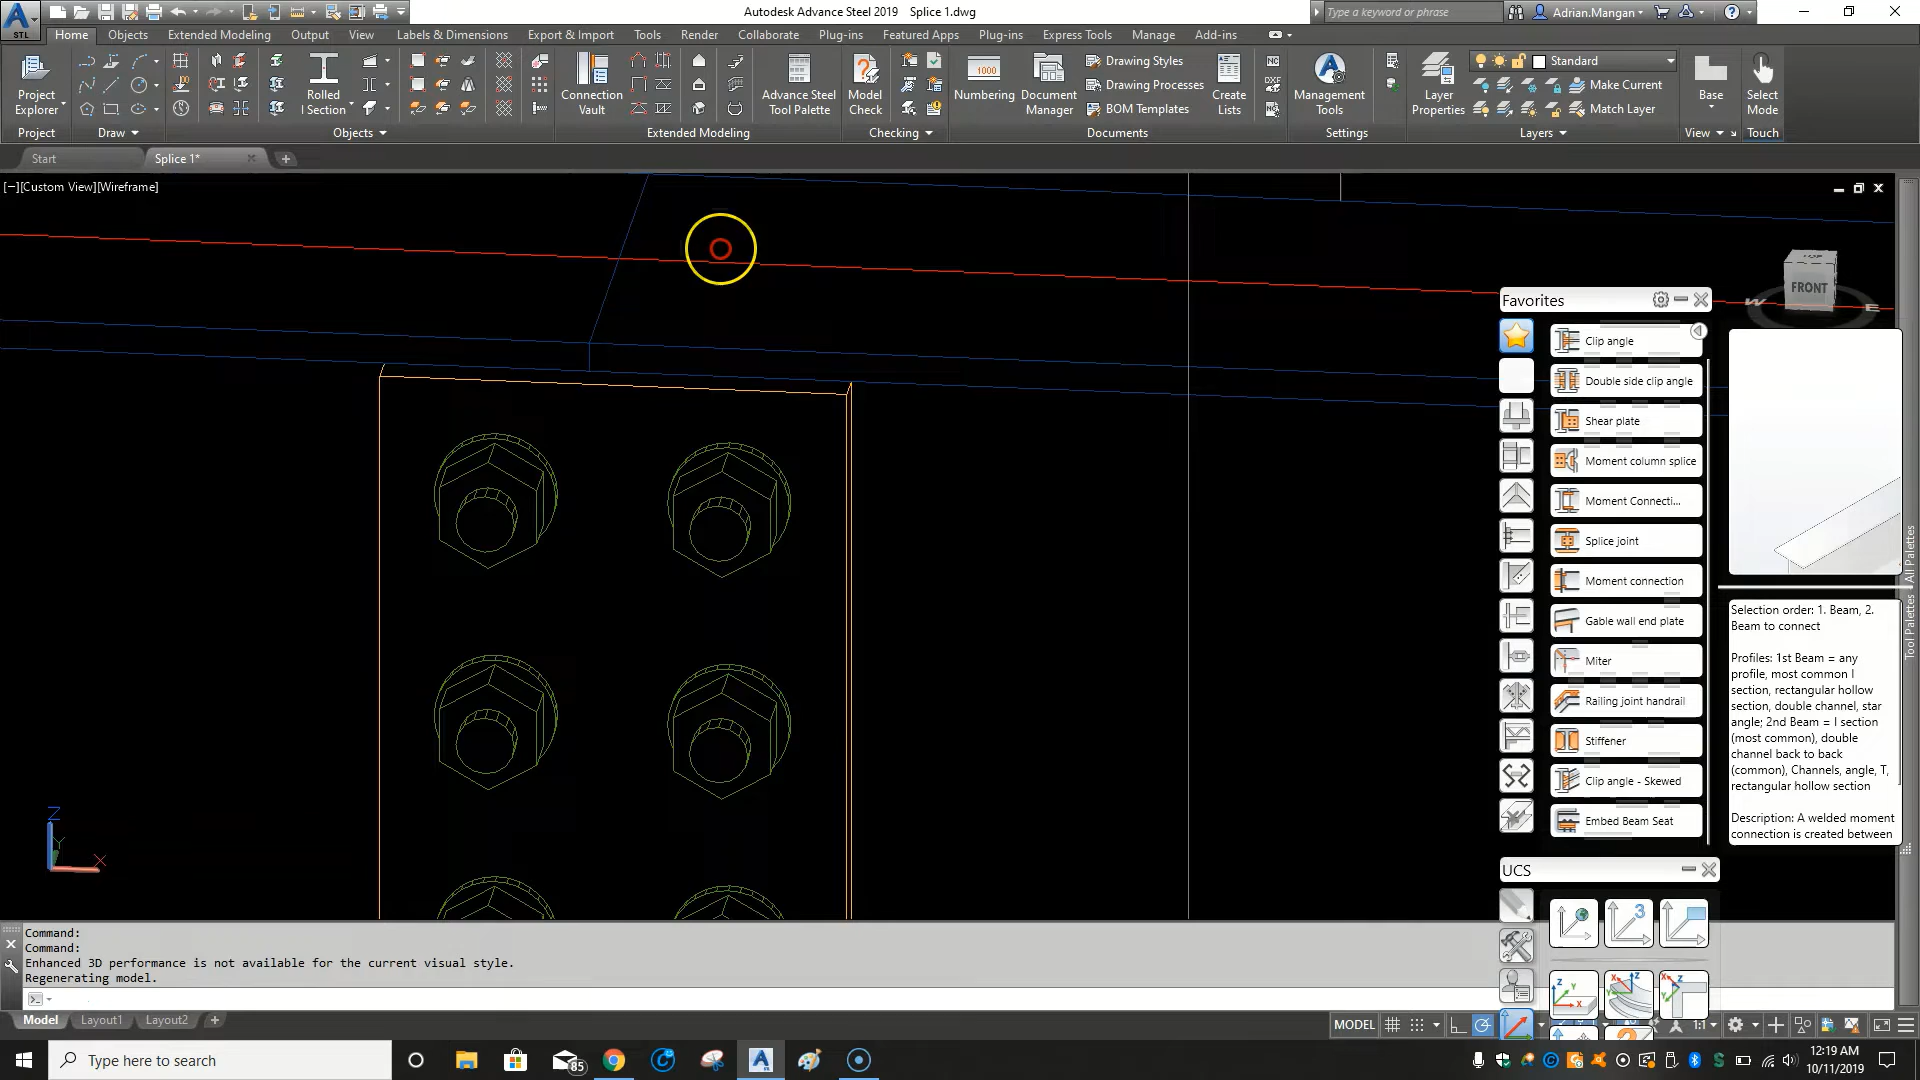 Autodesk Advance Steel 2019 Splice 1.dwg
Type a keyword or phrase
Adrian.Mangan
STL
Home Objects Extended Modeling Output View Labels & Dimensions Export & Import Tools Render Collaborate Plug-ins Featured Apps Plug-ins Express Tools Manage Add-ins
Project Explorer
Rolled I Section
Connection Vault
Advance Steel Tool Palette
Model Check
1000
Numbering
Document Manager
Drawing Styles
Drawing Processes
BOM Templates
Create Lists
NC
DXF
NC
Management Tools
Layer Properties
Standard
Make Current
Match Layer
Base
Select Mode
Project Draw Objects Extended Modeling Checking Documents Settings Layers View Touch
Start Splice 1*
[−][Custom View][Wireframe]
TOP
FRONT
W
E
Favorites
Clip angle
Double side clip angle
Shear plate
Moment column splice
Moment Connecti...
Splice joint
Moment connection
Gable wall end plate
Miter
Railing joint handrail
Stiffener
Clip angle - Skewed
Embed Beam Seat
Selection order: 1. Beam, 2.
Beam to connect
Profiles: 1st Beam = any
profile, most common I
section, rectangular hollow
section, double channel, star
angle; 2nd Beam = I section
(most common), double
channel back to back
(common), Channels, angle, T,
rectangular hollow section
Description: A welded moment
connection is created between
Tool Palettes All Palettes
UCS
Z
Y
X
Command:
Command:
Enhanced 3D performance is not available for the current visual style.
Regenerating model.
Model Layout1 Layout2
MODEL
1:1
Type here to search
85
12:19 AM
10/11/2019